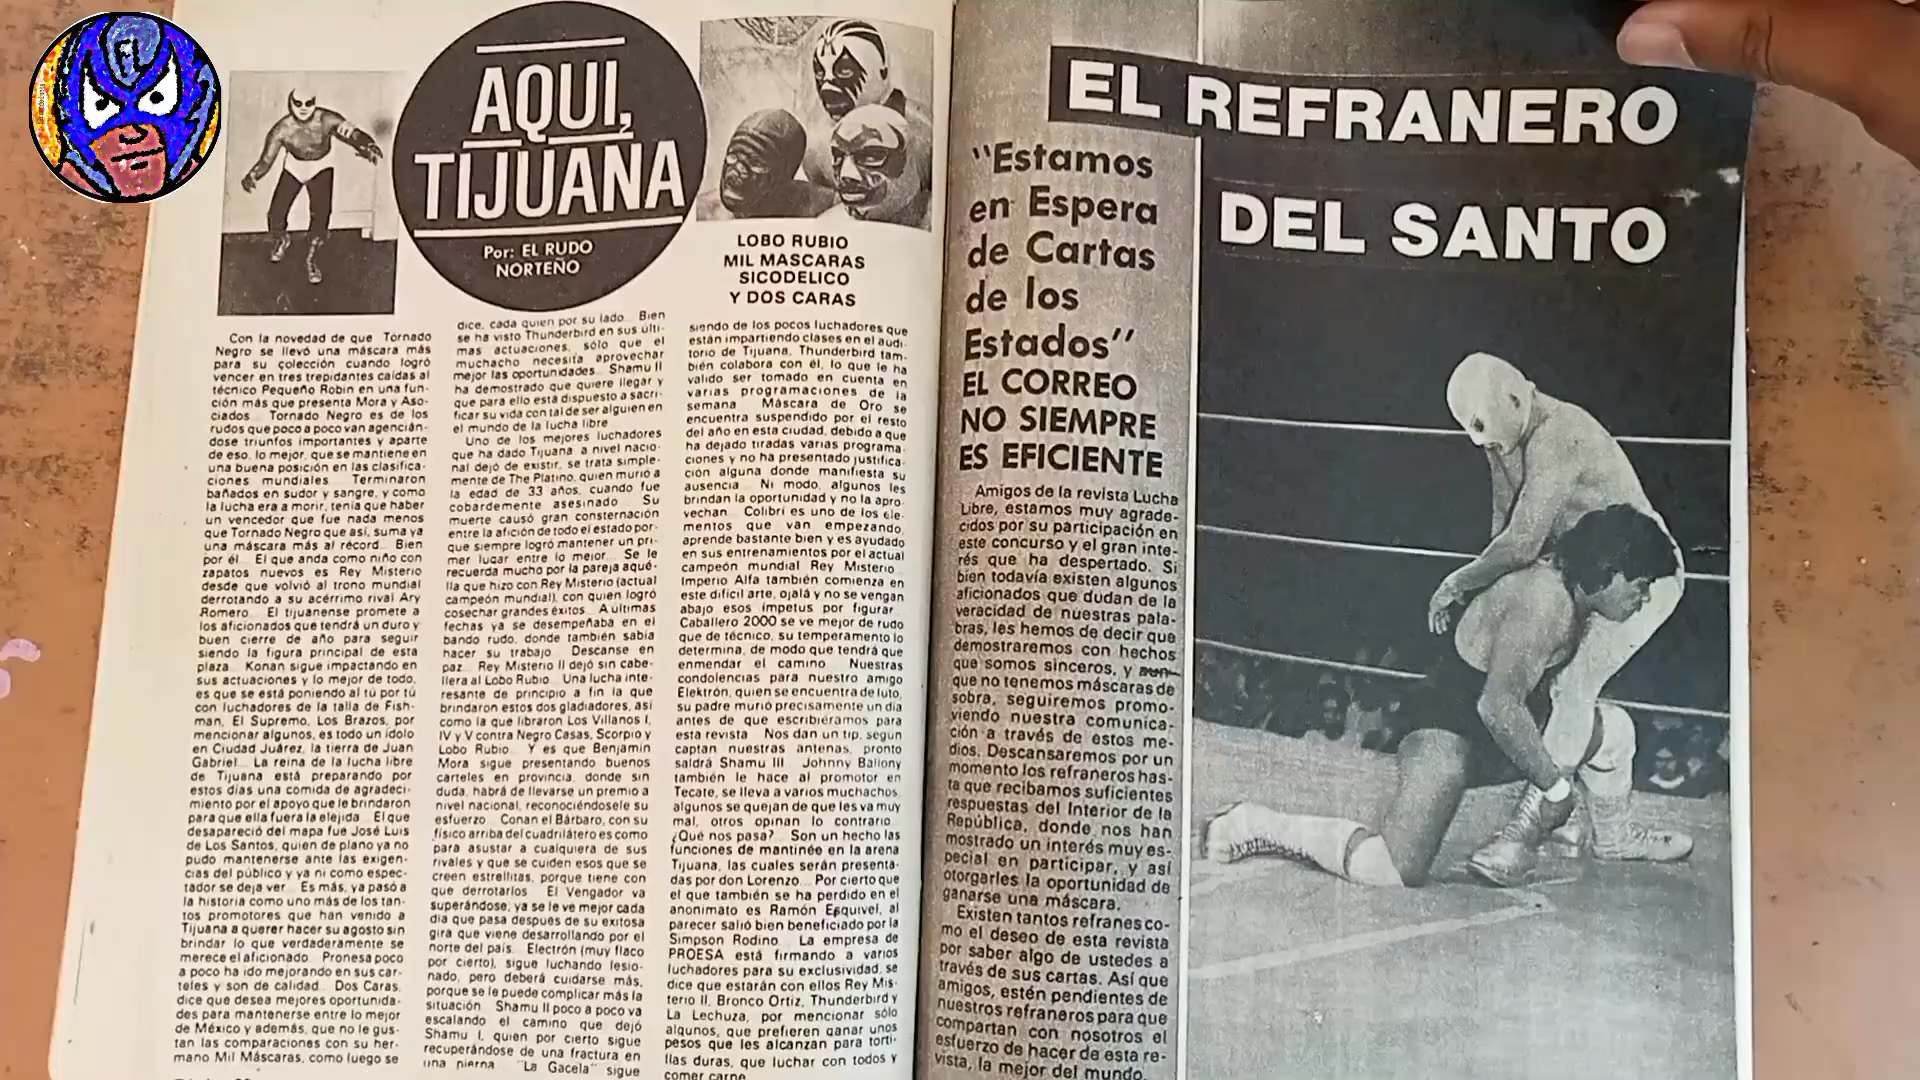 AQUI,
TIJUANA
Por: EL RUDO
NORTEÑO
LOBO RUBIO
MIL MASCARAS
SICODELICO
Y DOS CARAS
Con la novedad de que Tornado
Negro se llevó una máscara más
para su colección cuando logró
vencer en tres trepidantes caídas al
técnico Pequeño Robin en una fun-
ción más que presenta Mora y Aso-
ciados Tornado Negro es de los
rudos que poco a poco van agencián-
dose triunfos importantes y aparte
de eso, lo mejor, que se mantiene en
una buena posición en las clasifica-
ciones mundiales Terminaron
bañados en sudor y sangre, y como
la lucha era a morir, tenía que haber
un vencedor que fue nada menos
que Tornado Negro que así, suma ya
una máscara más al récord... Bien
por él... El que anda como niño con
zapatos nuevos es Rey Misterio
desde que volvió al trono mundial
derrotando a su acérrimo rival Ary
Romero... El tijuanense promete a
los aficionados que tendrá un duro y
buen cierre de año para seguir
siendo la figura principal de esta
plaza... Konan sigue impactando en
sus actuaciones y lo mejor de todo,
es que se está poniendo al tú por tú
con luchadores de la talla de Fish-
man, El Supremo, Los Brazos, por
mencionar algunos, es todo un ídolo
en Ciudad Juárez, la tierra de Juan
Gabriel... La reina de la lucha libre
de Tijuana está preparando por
estos días una comida de agradeci-
miento por el apoyo que le brindaron
para que ella fuera la elejida El que
desapareció del mapa fue José Luis
de Los Santos, quien de plano ya no
pudo mantenerse ante las exigen-
cias del público y ya ni como espec-
tador se deja ver... Es más, ya pasó a
la historia como uno más de los tan-
tos promotores que han venido a
Tijuana a querer hacer su agosto sin
brindar lo que verdaderamente se
merece el aficionado Pronesa poco
a poco ha ido mejorando en sus car-
teles y son de calidad Dos Caras,
dice que desea mejores oportunida-
des para mantenerse entre lo mejor
de México y además, que no le gus-
tan las comparaciones con su her-
mano Mil Máscaras, como luego se
dice, cada quien por su lado... Bien
se ha visto Thunderbird en sus últi-
mas actuaciones, sólo que el
muchacho necesita aprovechar
mejor las oportunidades... Shamu II
ha demostrado que quiere llegar y
que para ello está dispuesto a sacri-
ficar su vida con tal de ser alguien en
el mundo de la lucha libre
Uno de los mejores luchadores
que ha dado Tijuana a nivel nacio-
nal dejó de existir, se trata simple-
mente de The Platino, quien murió a
la edad de 33 años, cuando fue
cobardemente asesinado Su
muerte causó gran consternación
entre la afición de todo el estado por-
que siempre logró mantener un pri-
mer lugar entre lo mejor... Se le
recuerda mucho por la pareja aqué-
lla que hizo con Rey Misterio (actual
campeón mundial), con quien logró
cosechar grandes éxitos... A últimas
fechas ya se desempeñaba en el
bando rudo, donde también sabía
hacer su trabajo Descanse en
paz... Rey Misterio II dejó sin cabe-
llera al Lobo Rubio... Una lucha inte-
resante de principio a fin la que
brindaron estos dos gladiadores, así
como la que libraron Los Villanos I,
IV y V contra Negro Casas, Scorpio y
Lobo Rubio... Y es que Benjamín
Mora sigue presentando buenos
carteles en provincia, donde sin
duda, habrá de llevarse un premio a
nivel nacional, reconociéndosele su
esfuerzo Conan el Bárbaro, con su
físico arriba del cuadrilátero es como
para asustar a cualquiera de sus
rivales y que se cuiden esos que se
creen estrellitas, porque tiene con
que derrotarlos El Vengador va
superándose, ya se le ve mejor cada
día que pasa después de su exitosa
gira que viene desarrollando por el
norte del país... Electrón (muy flaco
por cierto), sigue luchando lesio-
nado, pero deberá cuidarse más,
porque se le puede complicar más la
situación Shamu II poco a poco va
escalando el camino que dejó
Shamu I, quien por cierto sigue
recuperándose de una fractura en
una pierna "La Gacela" sigue
siendo de los pocos luchadores que
están impartiendo clases en el audi-
torio de Tijuana, Thunderbird tam-
bién colabora con él, lo que le ha
valido ser tomado en cuenta en
varias programaciones de la
semana Máscara de Oro se
encuentra suspendido por el resto
del año en esta ciudad, debido a que
ha dejado tiradas varias programa-
ciones y no ha presentado justifica-
ción alguna donde manifiesta su
ausencia... Ni modo, algunos les
brindan la oportunidad y no la apro-
vechan... Colibrí es uno de los ele-
mentos que van empezando,
aprende bastante bien y es ayudado
en sus entrenamientos por el actual
campeón mundial Rey Misterio...
Imperio Alfa también comienza en
este difícil arte, ojalá y no se vengan
abajo esos ímpetus por figurar
Caballero 2000 se ve mejor de rudo
que de técnico, su temperamento lo
determina, de modo que tendrá que
enmendar el camino Nuestras
condolencias para nuestro amigo
Elektrón, quien se encuentra de luto,
su padre murió precisamente un día
antes de que escribiéramos para
esta revista Nos dan un tip, según
captan nuestras antenas, pronto
saldrá Shamu III... Johnny Ballony
también le hace al promotor en
Tecate, se lleva a varios muchachos,
algunos se quejan de que les va muy
mal, otros opinan lo contrario
¿Qué nos pasa? Son un hecho las
funciones de mantinée en la arena
Tijuana, las cuales serán presenta-
das por don Lorenzo... Por cierto que
el que también se ha perdido en el
anonimato es Ramón Esquivel, al
parecer salió bien beneficiado por la
Simpson Rodino La empresa de
PROESA está firmando a varios
luchadores para su exclusividad, se
dice que estarán con ellos Rey Mis-
terio II, Bronco Ortiz, Thunderbird y
La Lechuza, por mencionar sólo
algunos, que prefieren ganar unos
pesos que les alcanzan para torti-
llas duras, que luchar con todos y
comer carne
EL REFRANERO
DEL SANTO
"Estamos
en Espera
de Cartas
de los
Estados"
EL CORREO
NO SIEMPRE
ES EFICIENTE
Amigos de la revista Lucha
Libre, estamos muy agrade-
cidos por su participación en
este concurso y el gran inte-
rés que ha despertado. Si
bien todavía existen algunos
aficionados que dudan de la
veracidad de nuestras pala-
bras, les hemos de decir que
demostraremos con hechos
que somos sinceros, y aun-
que no tenemos máscaras de
sobra, seguiremos promo-
viendo nuestra comunica-
ción a través de estos me-
dios. Descansaremos por un
momento los refraneros has-
ta que recibamos suficientes
respuestas del Interior de la
República, donde nos han
mostrado un interés muy es-
pecial en participar, y así
otorgarles la oportunidad de
ganarse una máscara.
Existen tantos refranes co-
mo el deseo de esta revista
por saber algo de ustedes a
través de sus cartas. Así que
amigos, estén pendientes de
nuestros refraneros para que
compartan con nosotros el
esfuerzo de hacer de esta re-
vista, la mejor del mundo.